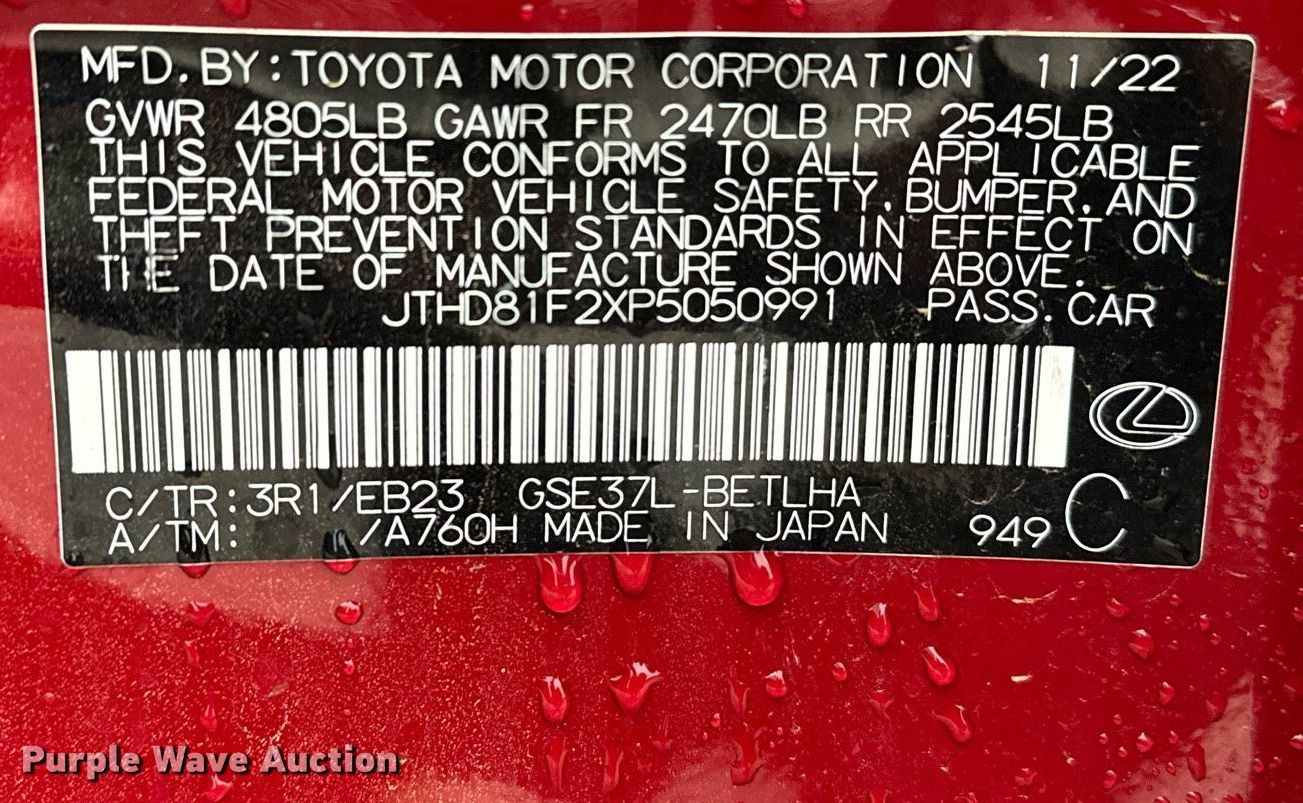 MFD. BY: TOYOTA MOTOR CORPORATION 11/22
GVWR 4805LB GAWR FR 2470LB RR 2545LB
THIS VEHICLE CONFORMS TO ALL APPLICABLE
FEDERAL MOTOR VEHICLE SAFETY, BUMPER, AND
THEFT PREVENTION STANDARDS IN EFFECT ON
THE DATE OF MANUFACTURE SHOWN ABOVE.
JTHD81F2XP5050991 PASS. CAR
C/TR: 3R1/EB23 GSE37L-BETLHA
A/TM: /A760H MADE IN JAPAN 949 C
Purple Wave Auction